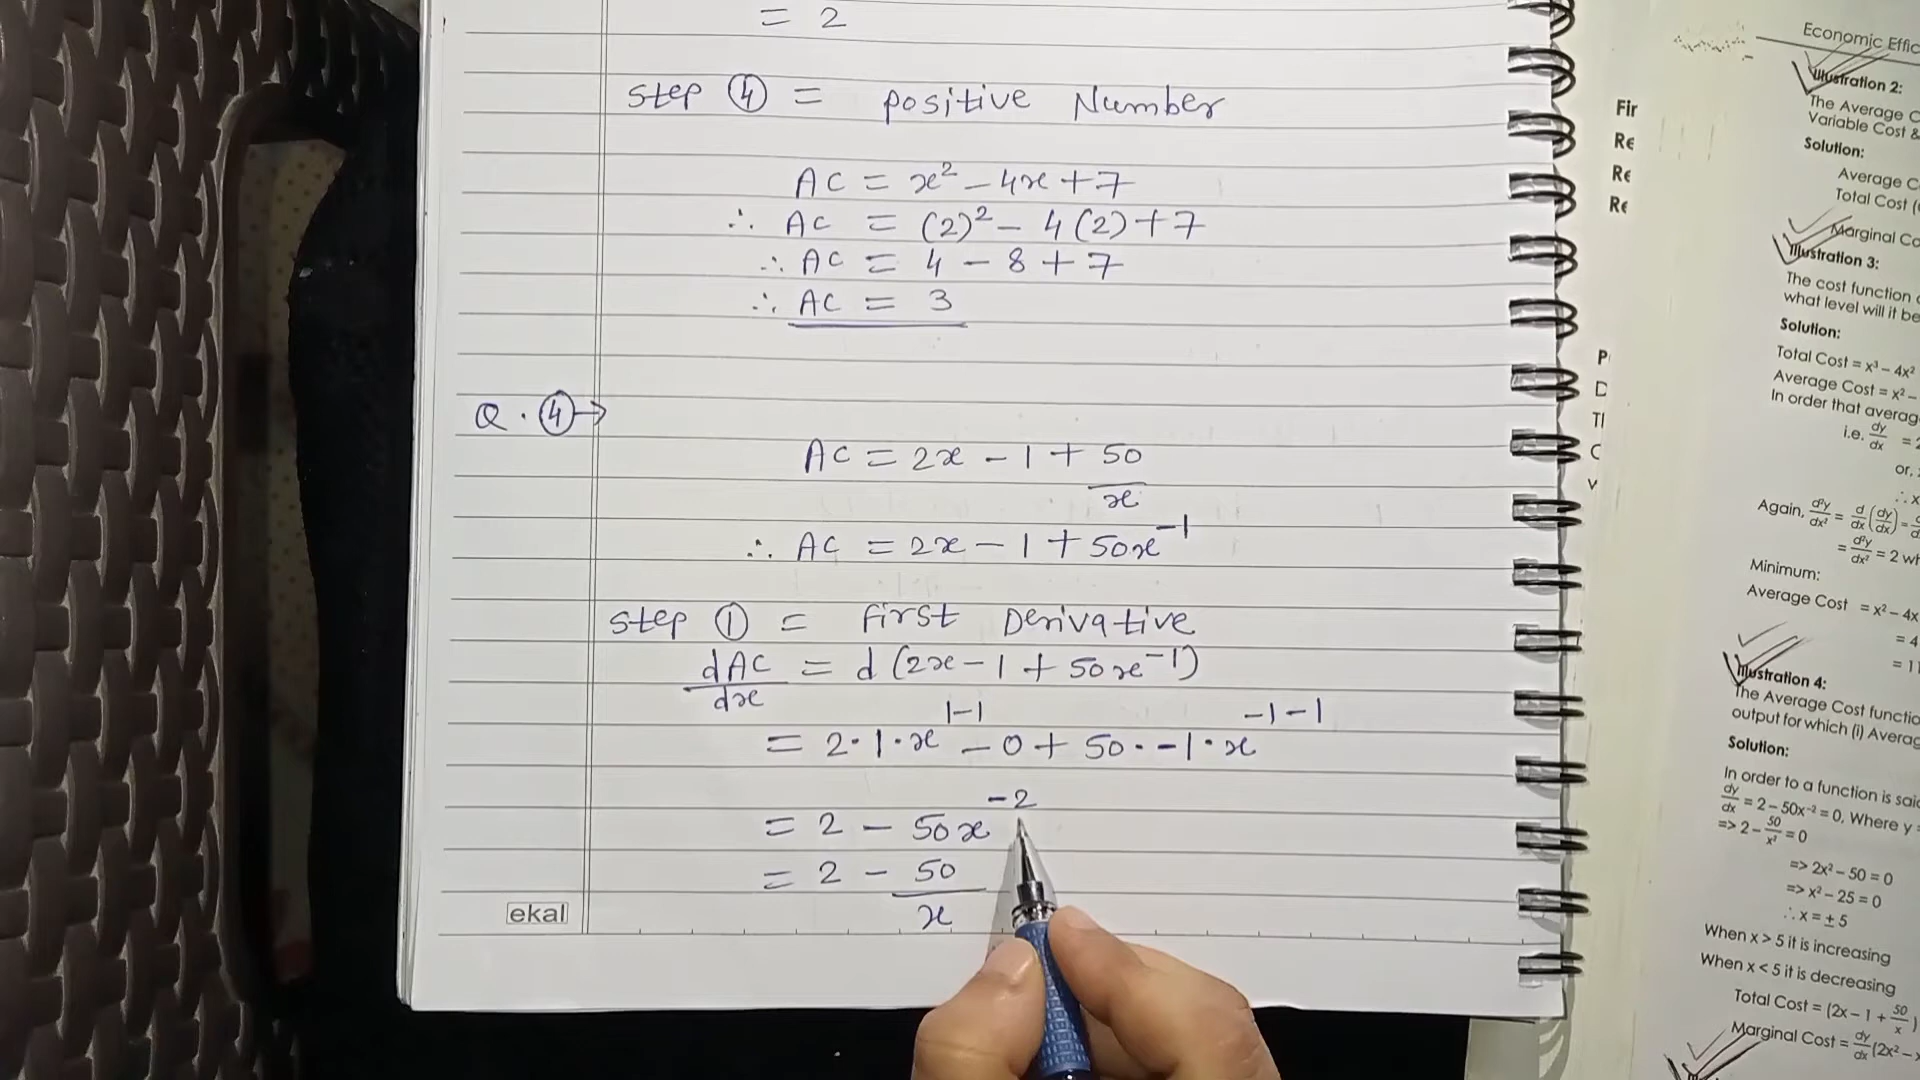 = 2
Step ④ = positive Number
AC = x² - 4x + 7
∴ AC = (2)² - 4(2) + 7
∴ AC = 4 - 8 + 7
∴ AC = 3
Q. ④→
AC = 2x - 1 + 50/x
∴ AC = 2x - 1 + 50x⁻¹
Step ① = First Derivative
dAC/dx = d(2x - 1 + 50x⁻¹)
= 2·1·x¹⁻¹ - 0 + 50·-1·x⁻¹⁻¹
= 2 - 50x⁻²
= 2 - 50/x
ekal
Fir
Re
Re
Re
P
D
C
v
Economic Effic
Illustration 2:
The Average C
Variable Cost &
Solution:
Average C
Total Cost (
Marginal Co
Illustration 3:
The cost function
what level will it be
Solution:
Total Cost = x³ – 4x²
Average Cost = x² –
In order that averag
i.e. dy/dx = 2
or,
∴ x
Again, d²y/dx² = d/dx (dy/dx) =
= d²y/dx² = 2 wh
Minimum:
Average Cost = x² – 4x
= 4
= 11
Illustration 4:
The Average Cost functio
output for which (i) Averag
Solution:
In order to a function is said
dy/dx = 2 – 50x⁻² = 0, Where y =
=> 2 – 50/x² = 0
=> 2x² – 50 = 0
=> x² – 25 = 0
∴ x = ± 5
When x > 5 it is increasing
When x < 5 it is decreasing
Total Cost = (2x – 1 + 50/x)
Marginal Cost = dy/dx (2x² – x